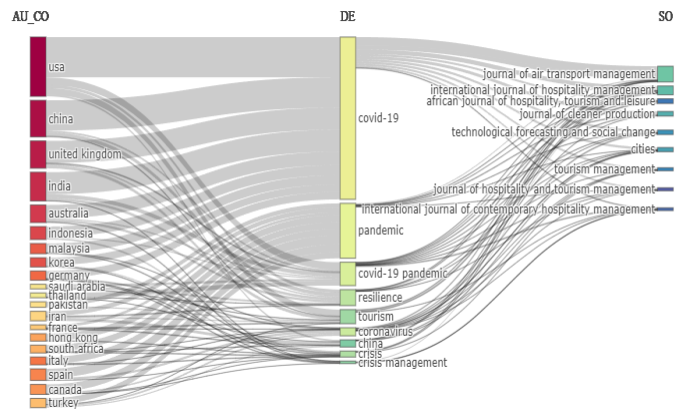 AU_CO
DE
SO
usa
china
united kingdom
india
australia
indonesia
malaysia
korea
germany
saudi arabia
thailand
pakistan
iran
france
hong kong
south africa
italy
spain
canada
turkey
covid-19
pandemic
covid-19 pandemic
resilience
tourism
coronavirus
china
crisis
crisis management
journal of air transport management
international journal of hospitality management
african journal of hospitality, tourism and leisure
journal of cleaner production
technological forecasting and social change
cities
tourism management
journal of hospitality and tourism management
international journal of contemporary hospitality management